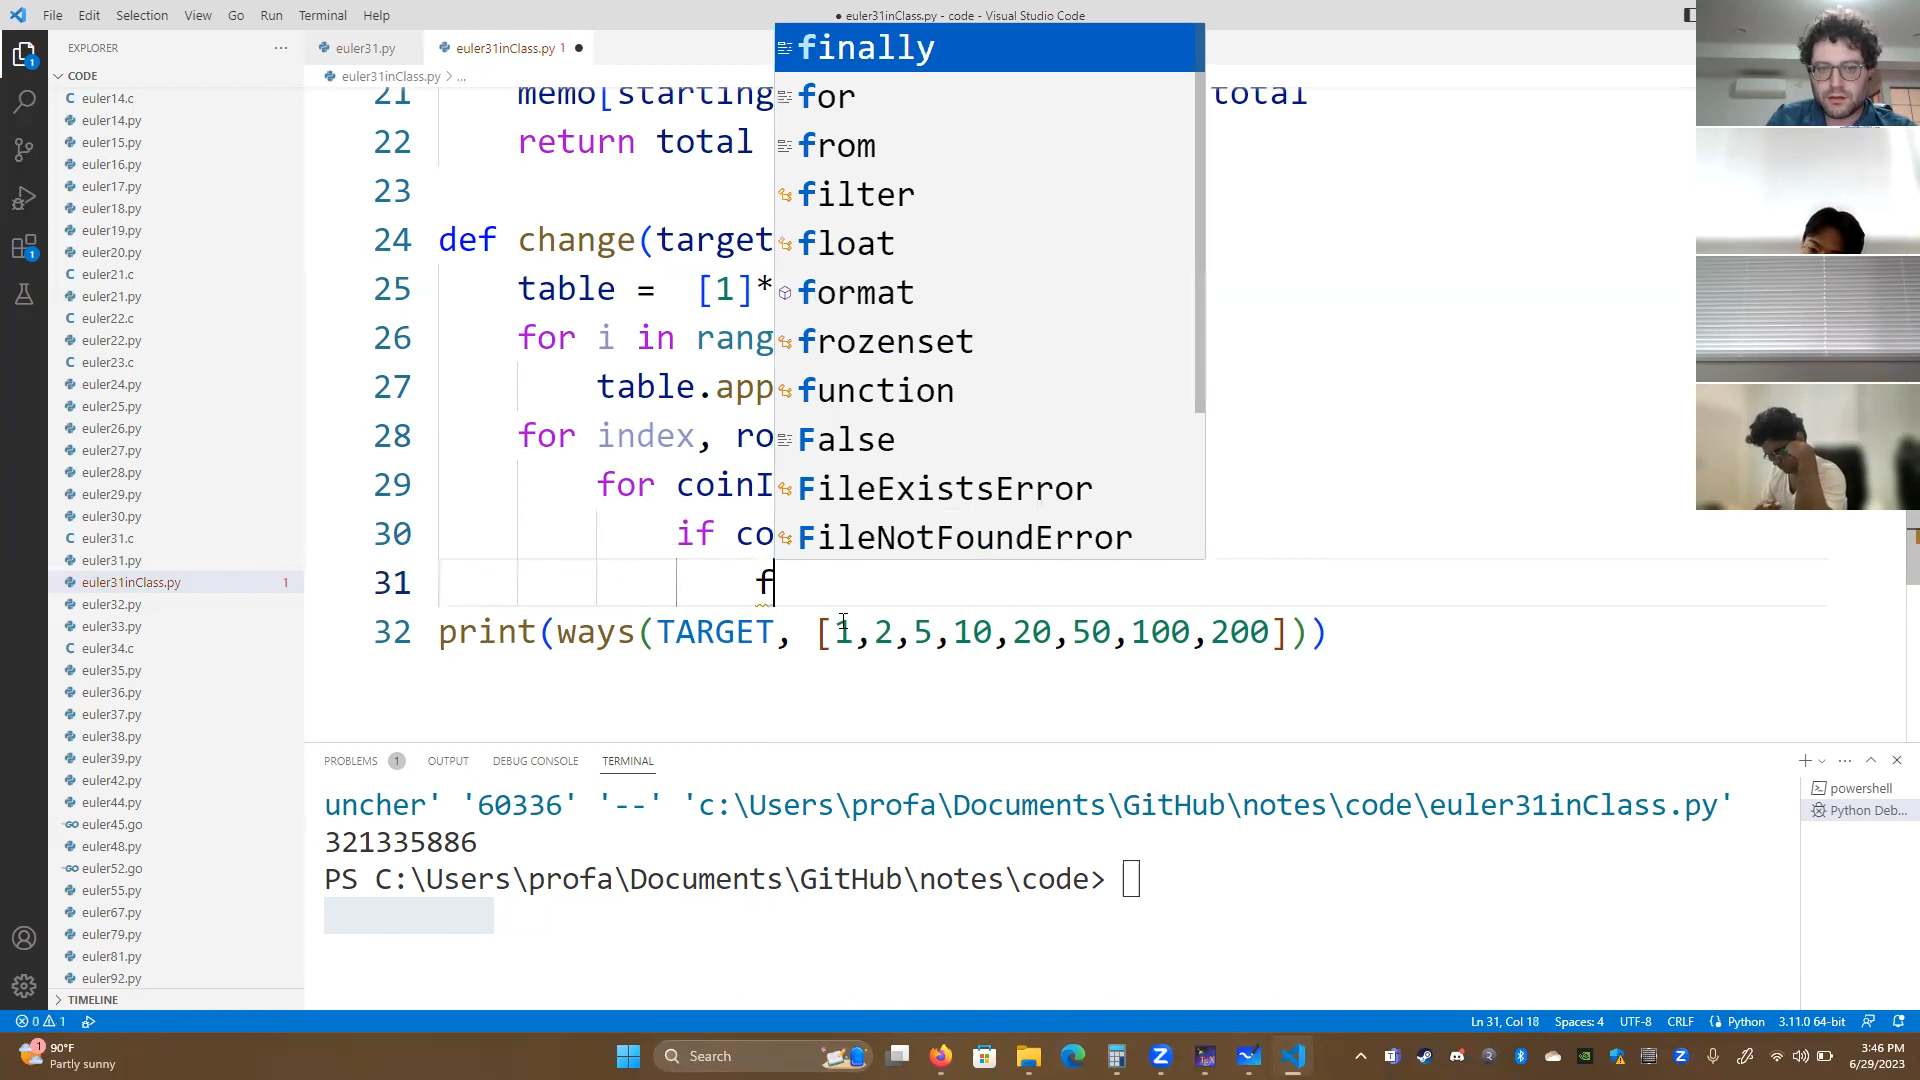 File Edit Selection View Go Run Terminal Help
● euler31inClass.py - code - Visual Studio Code
EXPLORER ···
CODE
euler14.c
euler14.py
euler15.py
euler16.py
euler17.py
euler18.py
euler19.py
euler20.py
euler21.c
euler21.py
euler22.c
euler22.py
euler23.c
euler24.py
euler25.py
euler26.py
euler27.py
euler28.py
euler29.py
euler30.py
euler31.c
euler31.py
euler31inClass.py 1
euler32.py
euler33.py
euler34.c
euler35.py
euler36.py
euler37.py
euler38.py
euler39.py
euler42.py
euler44.py
euler45.go
euler48.py
euler52.go
euler55.py
euler67.py
euler79.py
euler81.py
euler92.py
TIMELINE
euler31.py
euler31inClass.py 1 ●
euler31inClass.py > ...
21 memo[starting total
22 return total
23
24 def change(target
25 table = [1]*
26 for i in rang
27 table.app
28 for index, ro
29 for coinI
30 if co
31 f
32 print(ways(TARGET, [1,2,5,10,20,50,100,200]))
finally
for
from
filter
float
format
frozenset
function
False
FileExistsError
FileNotFoundError
PROBLEMS 1 OUTPUT DEBUG CONSOLE TERMINAL
uncher' '60336' '--' 'c:\Users\profa\Documents\GitHub\notes\code\euler31inClass.py'
321335886
PS C:\Users\profa\Documents\GitHub\notes\code>
powershell
Python Deb...
0 1
Ln 31, Col 18 Spaces: 4 UTF-8 CRLF Python 3.11.0 64-bit
90°F
Partly sunny
Search
3:46 PM
6/29/2023